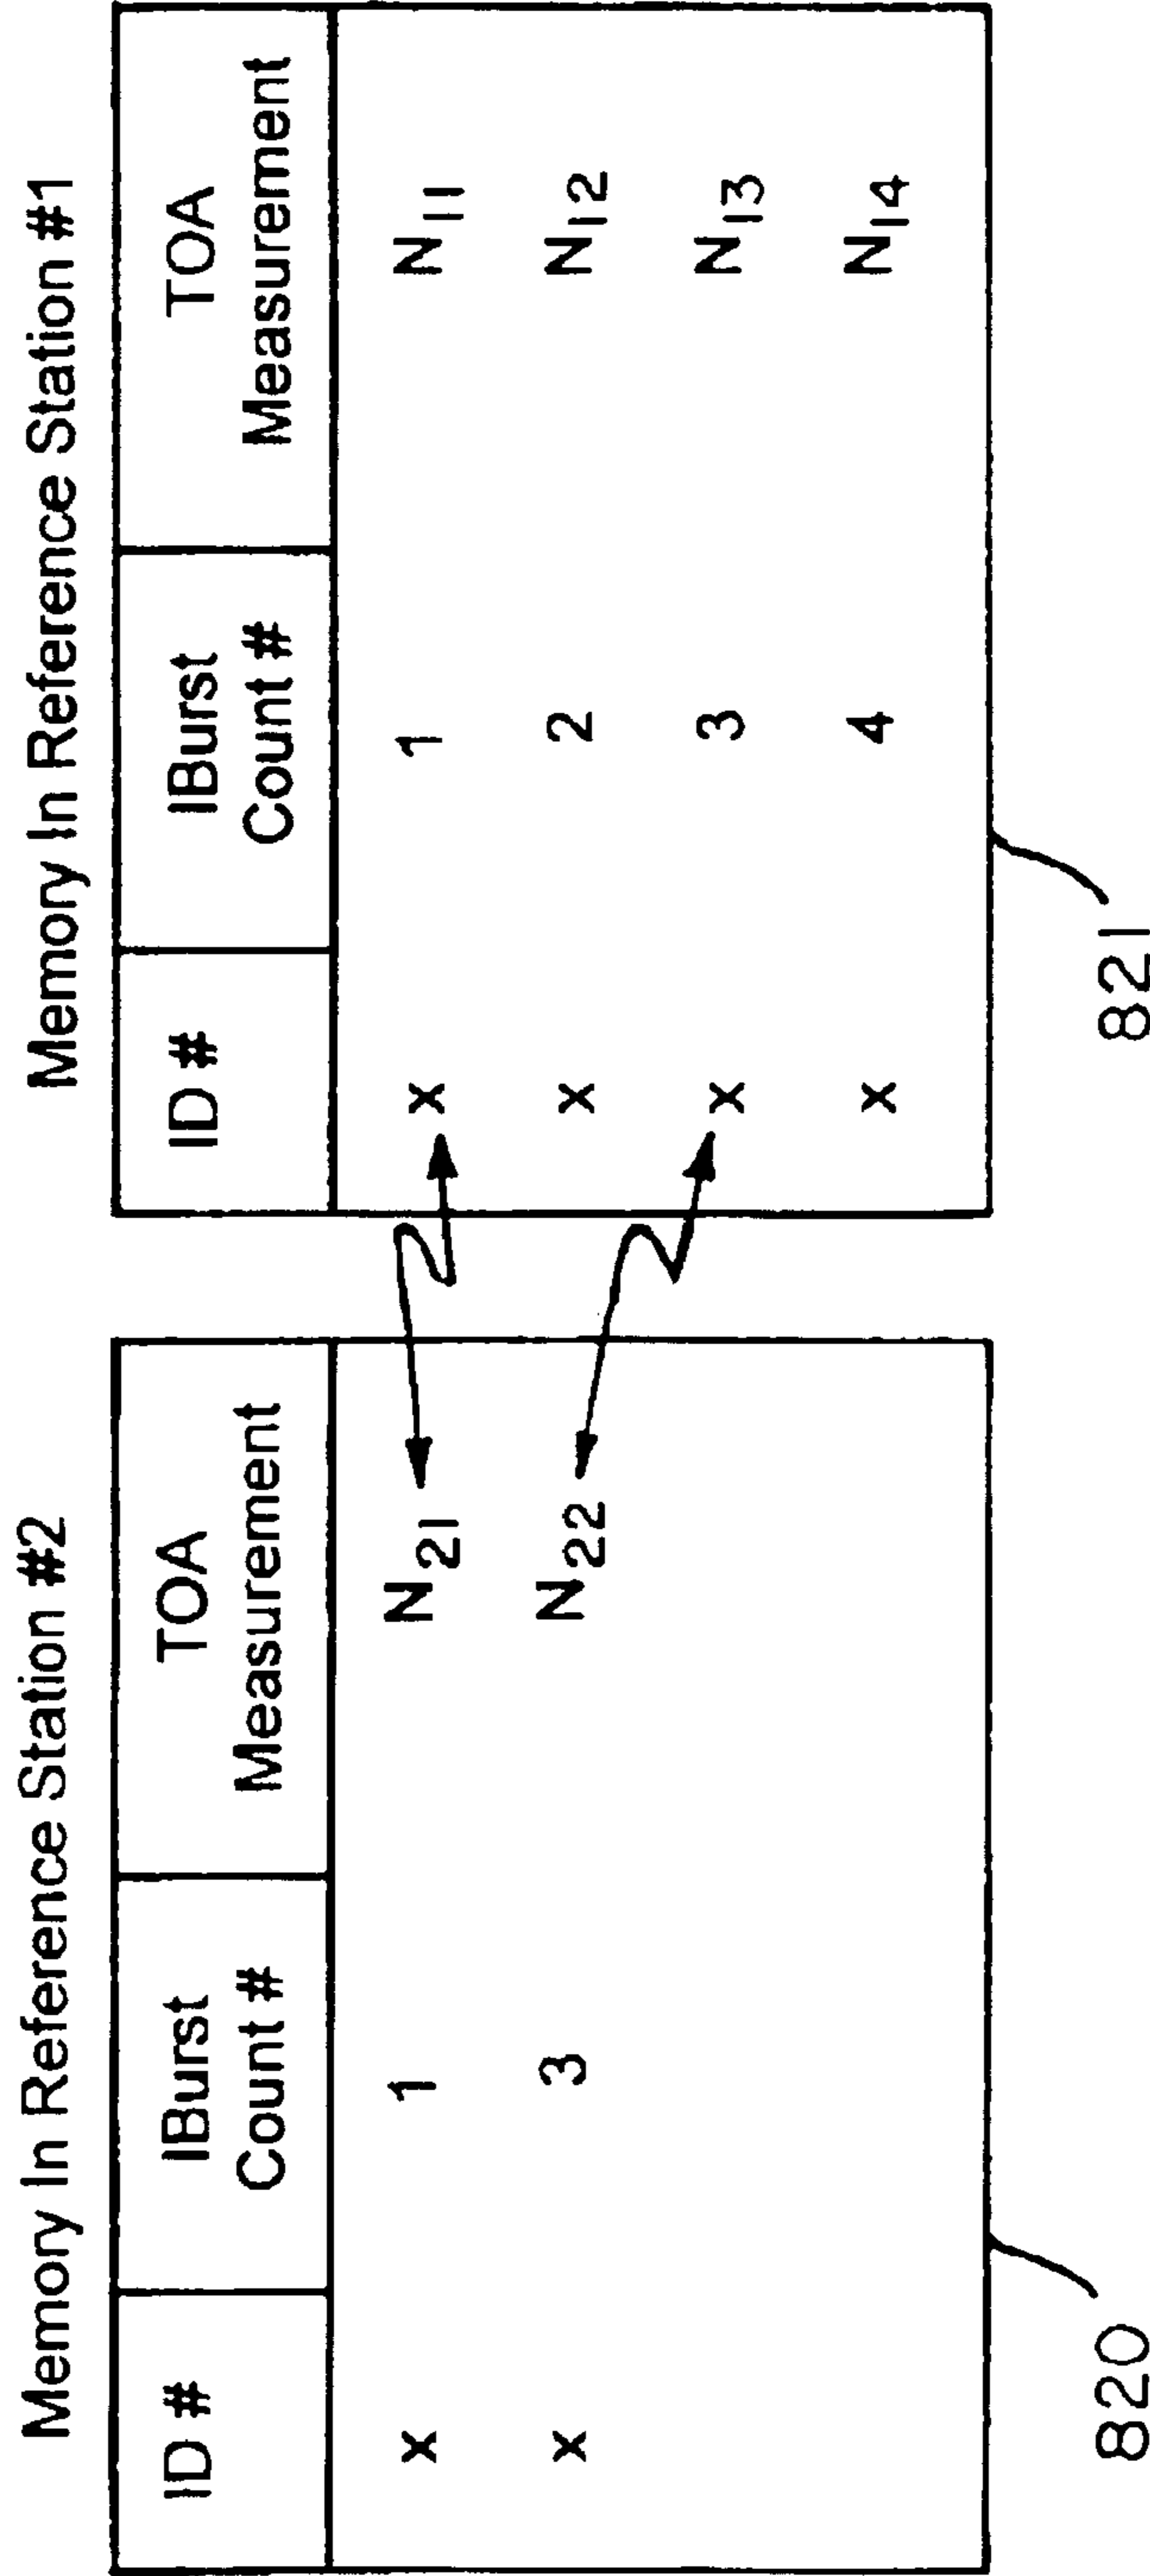 Memory In Reference Station #2
ID #
IBurst
Count #
TOA
Measurement
x 1 N21
x 3 N22
820
Memory In Reference Station #1
ID #
IBurst
Count #
TOA
Measurement
x 1 N11
x 2 N12
x 3 N13
x 4 N14
821